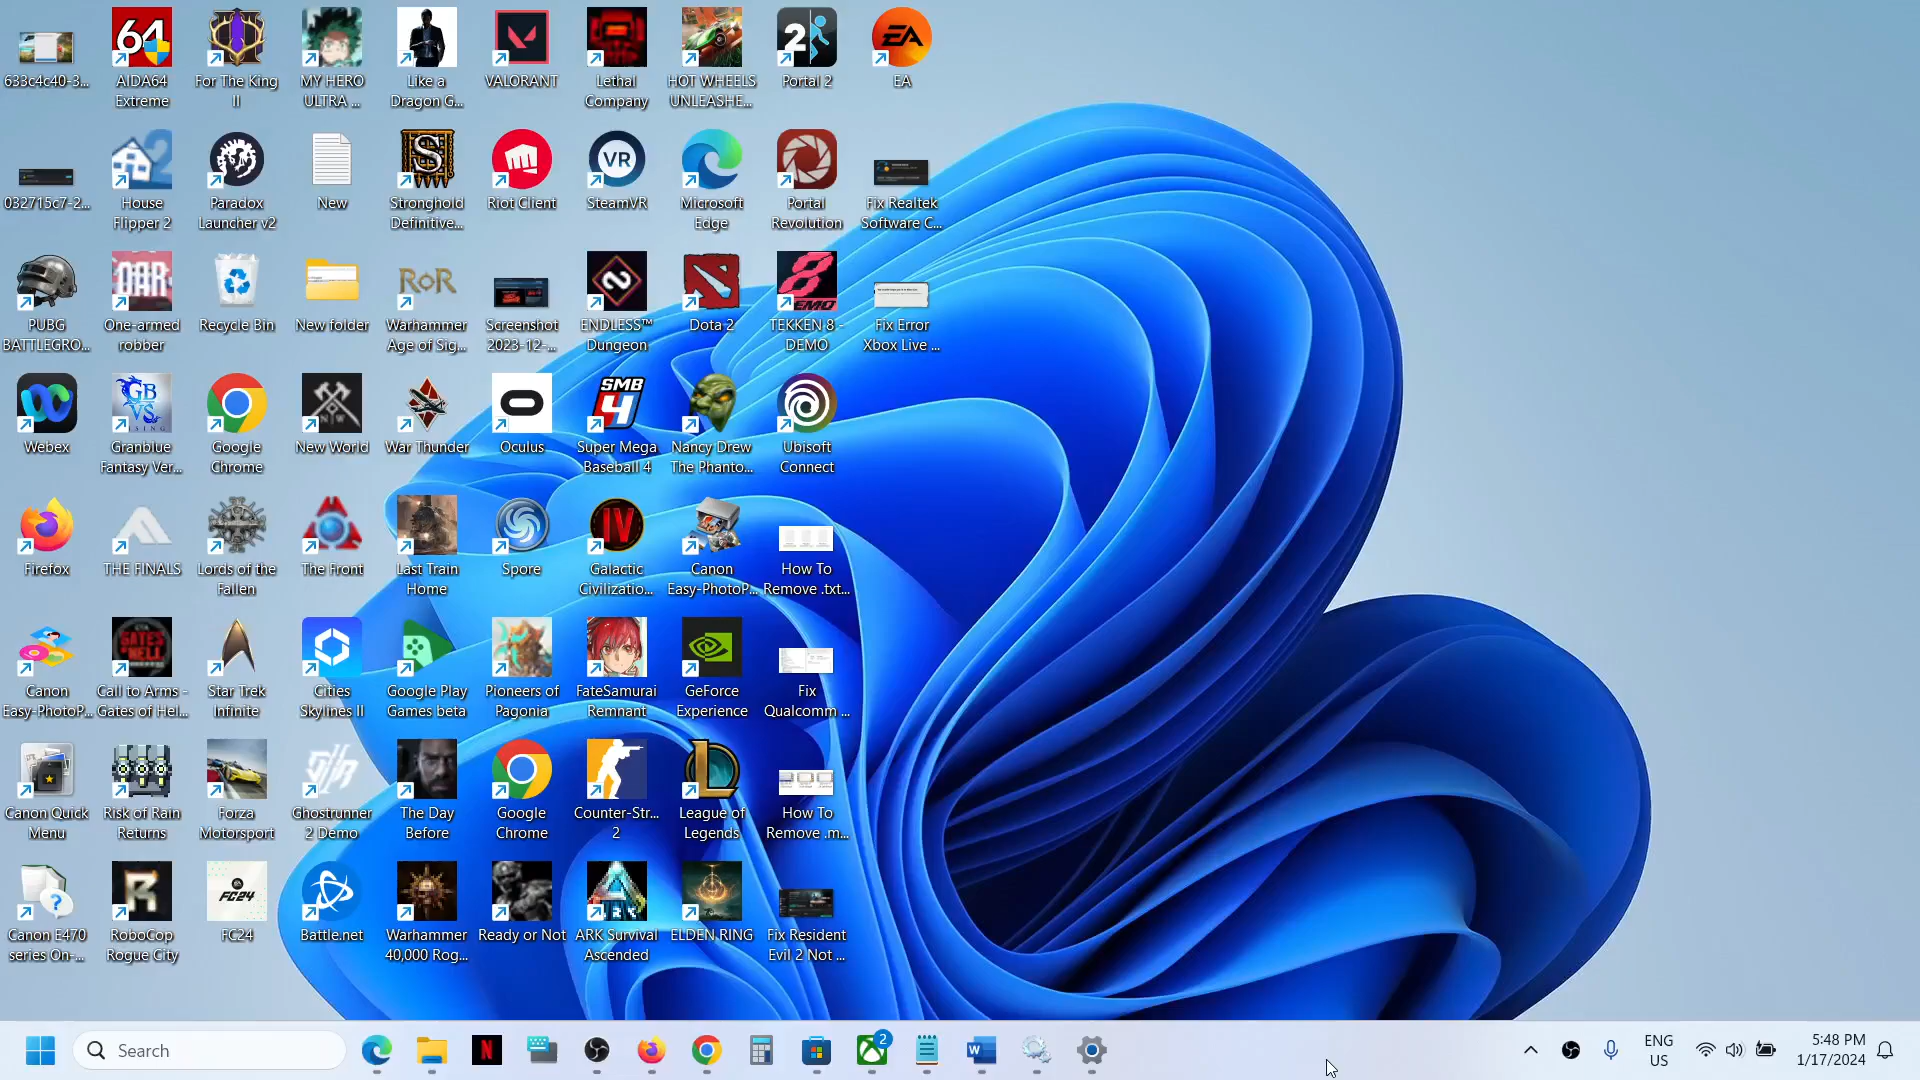 633c4c40-3...
AIDA64
Extreme
For The King
II
MY HERO
ULTRA ...
Like a
Dragon G...
VALORANT
Lethal
Company
HOT WHEELS
UNLEASHE...
Portal 2
EA
032715c7-2...
House
Flipper 2
Paradox
Launcher v2
New
Stronghold
Definitive...
Riot Client
SteamVR
Microsoft
Edge
Portal
Revolution
Fix Realtek
Software C...
PUBG
BATTLEGRO...
One-armed
robber
Recycle Bin
New folder
Warhammer
Age of Sig...
Screenshot
2023-12-...
ENDLESS™
Dungeon
Dota 2
TEKKEN 8 -
DEMO
Fix Error
Xbox Live ...
Webex
Granblue
Fantasy Ver...
Google
Chrome
New World
War Thunder
Oculus
Super Mega
Baseball 4
Nancy Drew
The Phanto...
Ubisoft
Connect
Firefox
THE FINALS
Lords of the
Fallen
The Front
Last Train
Home
Spore
Galactic
Civilizatio...
Canon
Easy-PhotoP...
How To
Remove .txt...
Canon
Easy-PhotoP...
Call to Arms -
Gates of Hel...
Star Trek
Infinite
Cities
Skylines II
Google Play
Games beta
Pioneers of
Pagonia
FateSamurai
Remnant
GeForce
Experience
Fix
Qualcomm ...
Canon Quick
Menu
Risk of Rain
Returns
Forza
Motorsport
Ghostrunner
2 Demo
The Day
Before
Google
Chrome
Counter-Str...
2
League of
Legends
How To
Remove .m...
Canon E470
series On-...
RoboCop
Rogue City
FC24
Battle.net
Warhammer
40,000 Rog...
Ready or Not
ARK Survival
Ascended
ELDEN RING
Fix Resident
Evil 2 Not ...
Search
2
ENG
US
5:48 PM
1/17/2024